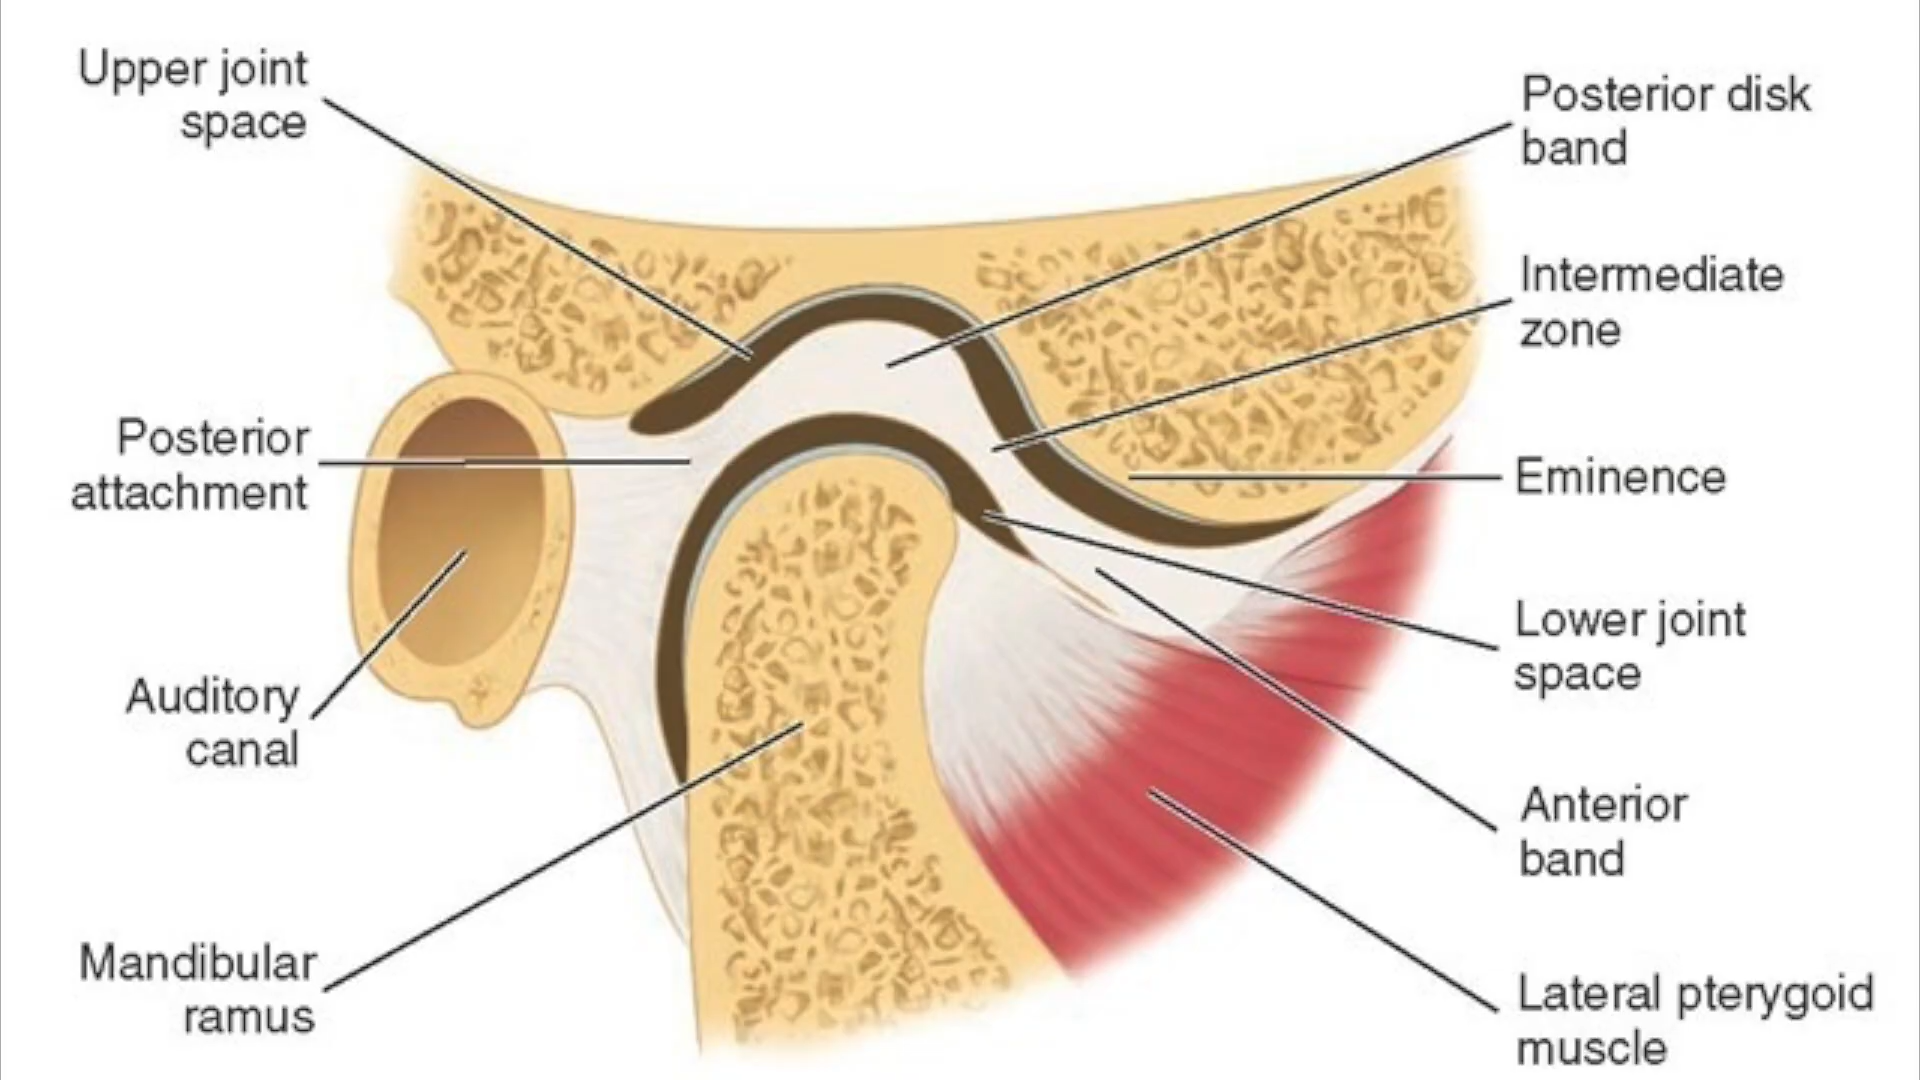 Upper joint
space
Posterior
attachment
Auditory
canal
Mandibular
ramus
Posterior disk
band
Intermediate
zone
Eminence
Lower joint
space
Anterior
band
Lateral pterygoid
muscle